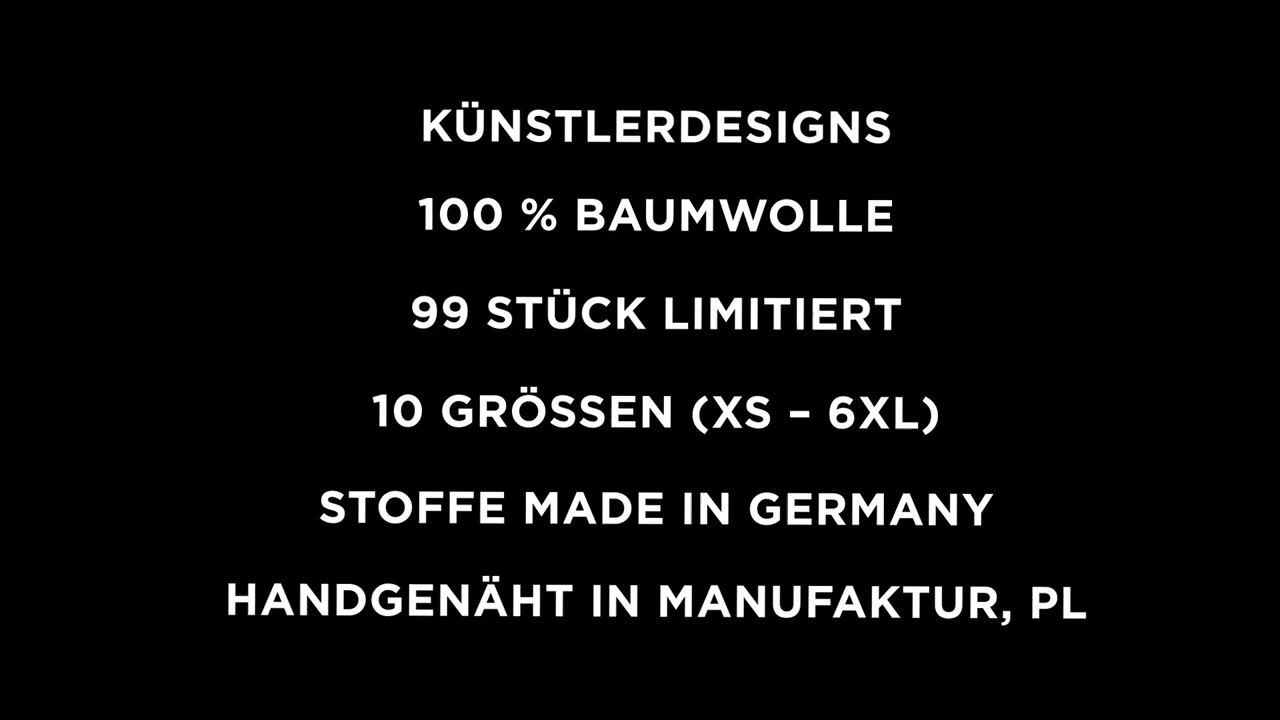 KÜNSTLERDESIGNS
100 % BAUMWOLLE
99 STÜCK LIMITIERT
10 GRÖSSEN (XS – 6XL)
STOFFE MADE IN GERMANY
HANDGENÄHT IN MANUFAKTUR, PL